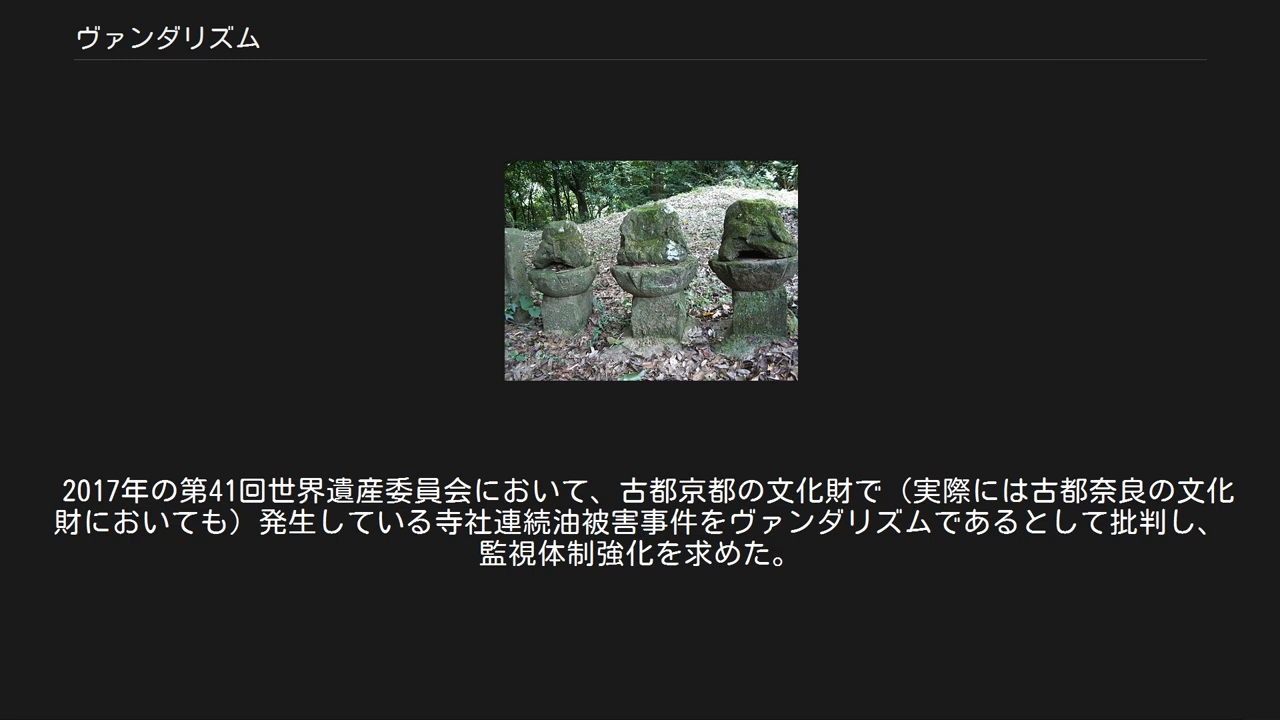 ヴァンダリズム
2017年の第41回世界遺産委員会において、古都京都の文化財で（実際には古都奈良の文化
財においても）発生している寺社連続油被害事件をヴァンダリズムであるとして批判し、
監視体制強化を求めた。